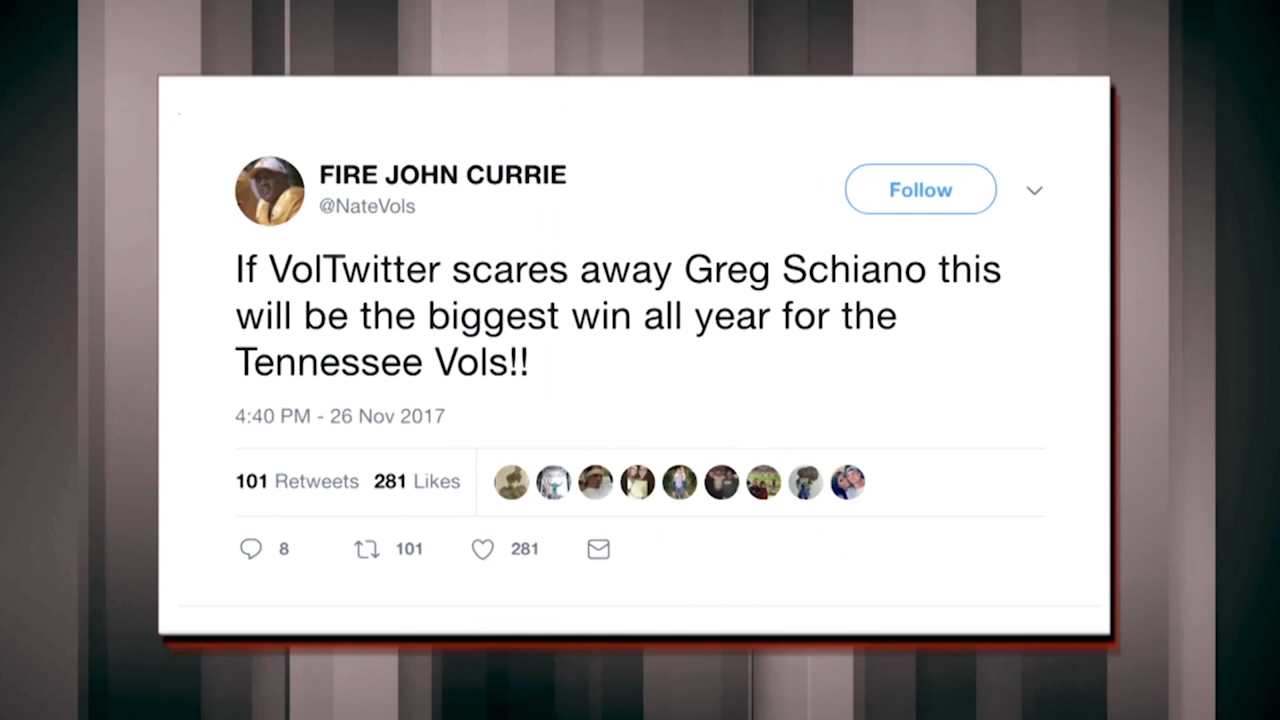 FIRE JOHN CURRIE
@NateVols
Follow
If VolTwitter scares away Greg Schiano this
will be the biggest win all year for the
Tennessee Vols!!
4:40 PM - 26 Nov 2017
101 Retweets 281 Likes
8 101 281